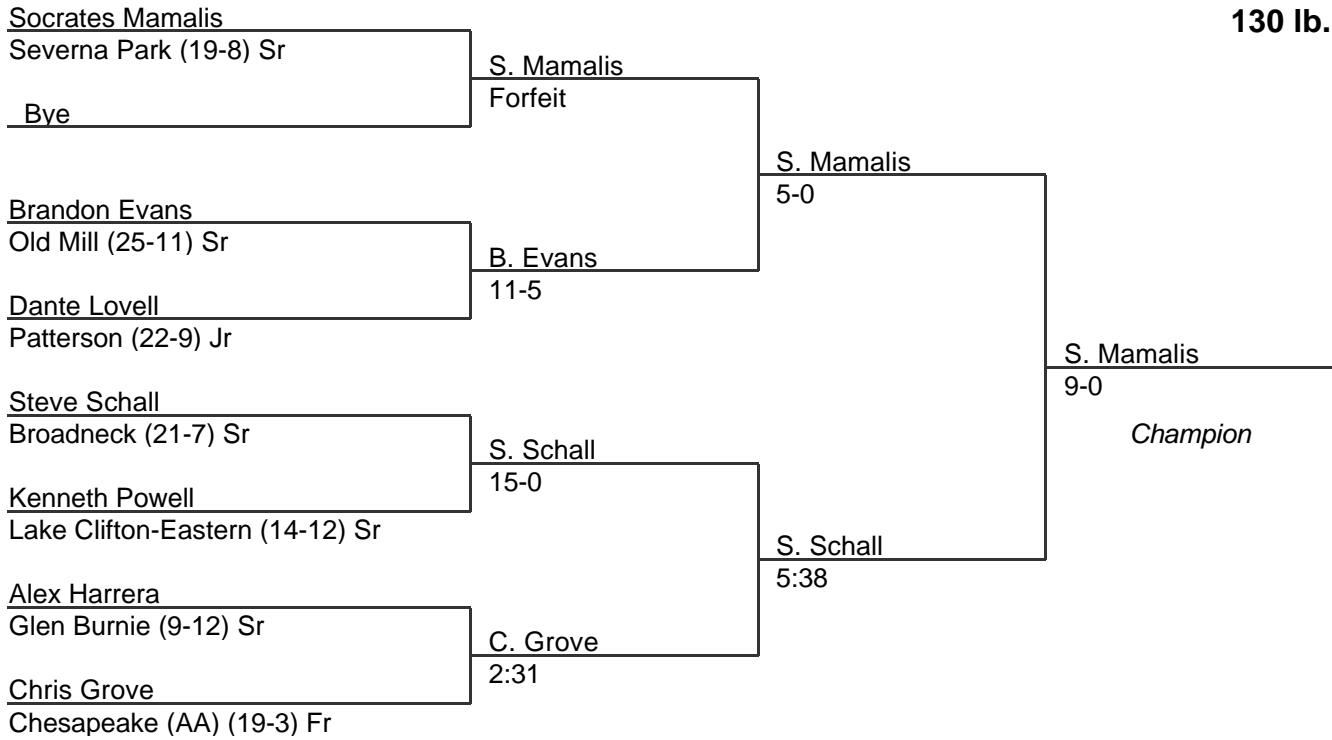 130 lb.
Socrates Mamalis
Severna Park (19-8) Sr
Bye
Brandon Evans
Old Mill (25-11) Sr
Dante Lovell
Patterson (22-9) Jr
Steve Schall
Broadneck (21-7) Sr
Kenneth Powell
Lake Clifton-Eastern (14-12) Sr
Alex Harrera
Glen Burnie (9-12) Sr
Chris Grove
Chesapeake (AA) (19-3) Fr
S. Mamalis
Forfeit
B. Evans
11-5
S. Schall
15-0
C. Grove
2:31
S. Mamalis
5-0
S. Schall
5:38
S. Mamalis
9-0
Champion